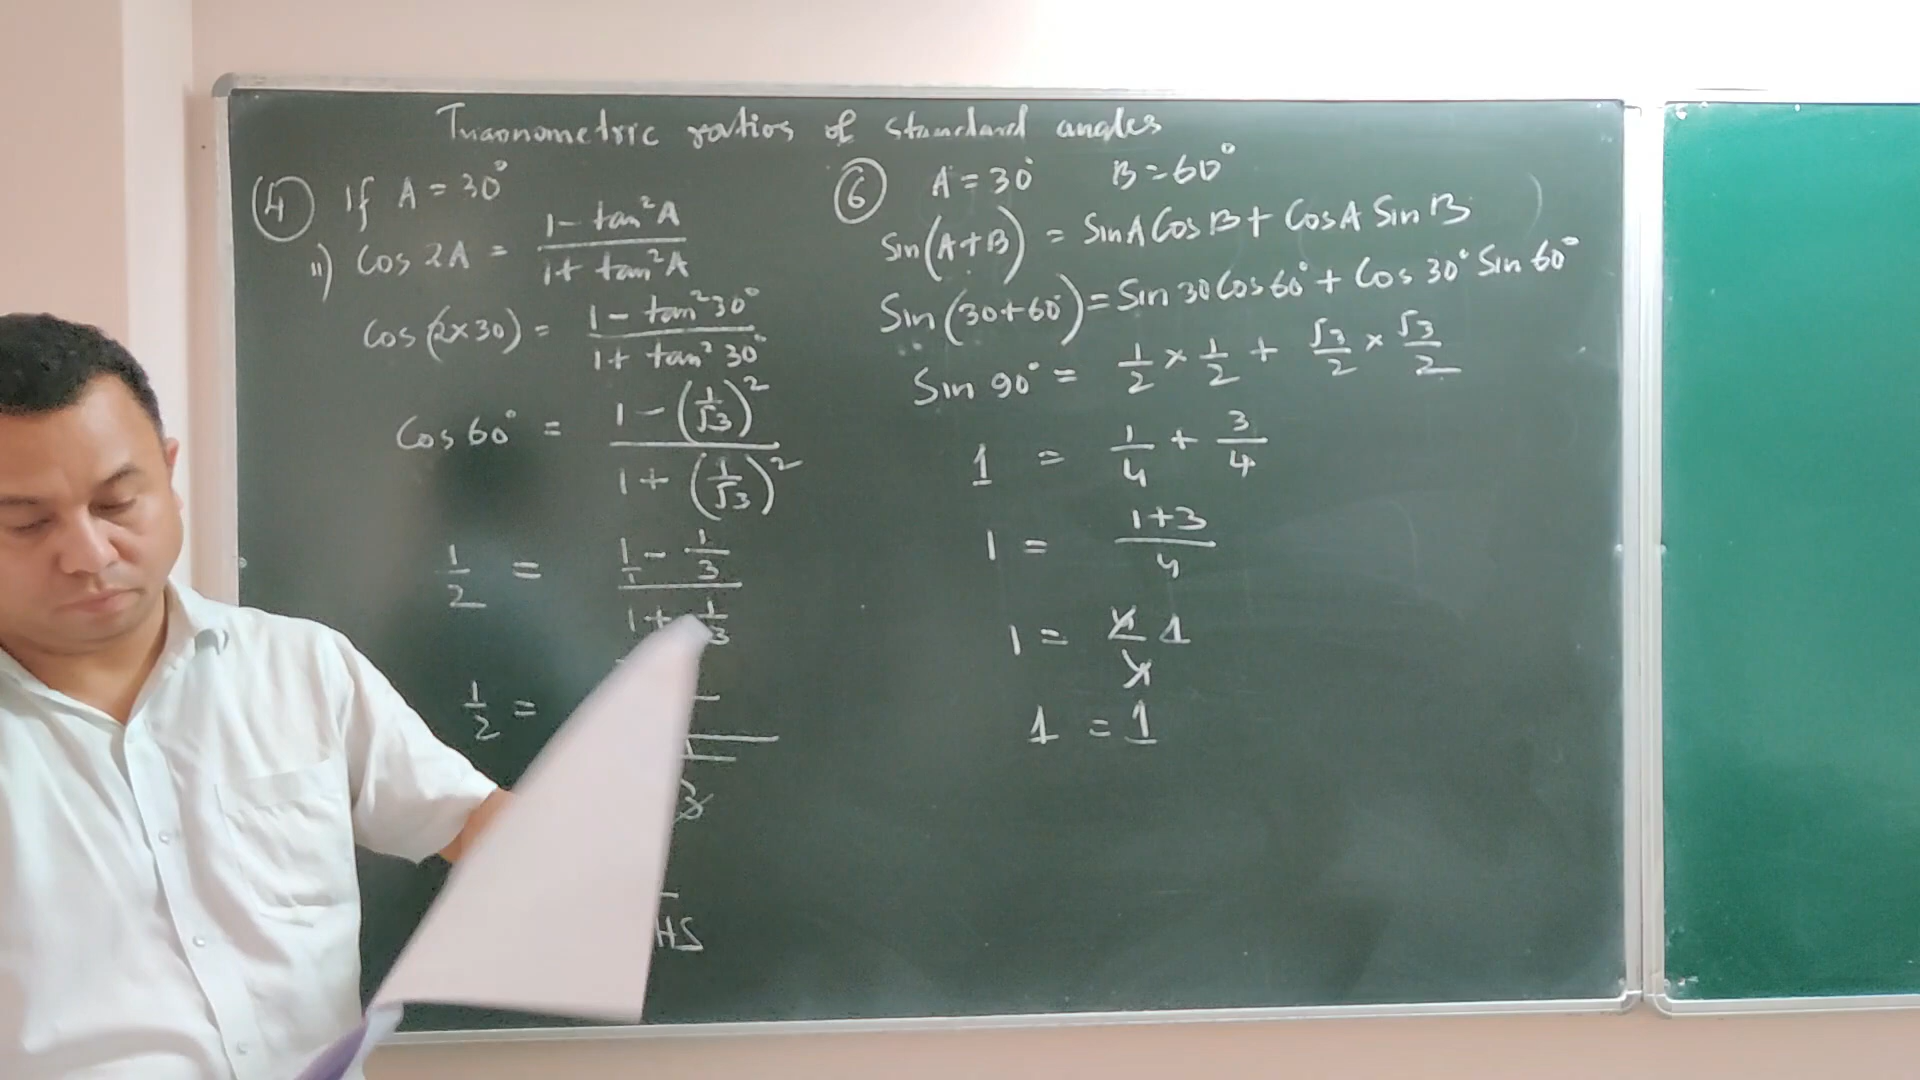 Trigonometric ratios of standard angles
(4) If A = 30°
ii) Cos 2A = (1 - tan²A)/(1 + tan²A)
Cos(2×30) = (1 - tan²30°)/(1 + tan²30°)
Cos 60° = (1 - (1/√3)²)/(1 + (1/√3)²)
1/2 = (1/1 - 1/3)/(1 + 1/3)
1/2 =
HS
(6) A = 30° B = 60°
Sin(A+B) = SinA CosB + CosA SinB
Sin(30+60) = Sin 30 Cos 60° + Cos 30° Sin 60°
Sin 90° = 1/2 × 1/2 + √3/2 × √3/2
1 = 1/4 + 3/4
1 = (1+3)/4
1 = 4/4 1
1 = 1